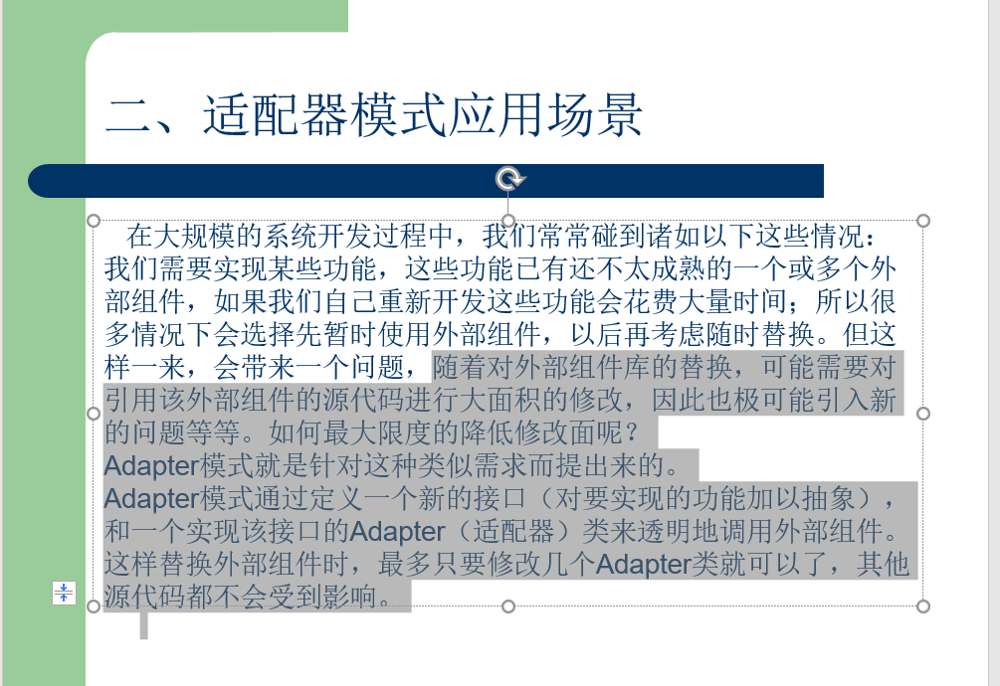 二、适配器模式应用场景
在大规模的系统开发过程中，我们常常碰到诸如以下这些情况：
我们需要实现某些功能，这些功能已有还不太成熟的一个或多个外
部组件，如果我们自己重新开发这些功能会花费大量时间；所以很
多情况下会选择先暂时使用外部组件，以后再考虑随时替换。但这
样一来，会带来一个问题，随着对外部组件库的替换，可能需要对
引用该外部组件的源代码进行大面积的修改，因此也极可能引入新
的问题等等。如何最大限度的降低修改面呢？
Adapter模式就是针对这种类似需求而提出来的。
Adapter模式通过定义一个新的接口（对要实现的功能加以抽象），
和一个实现该接口的Adapter（适配器）类来透明地调用外部组件。
这样替换外部组件时，最多只要修改几个Adapter类就可以了，其他
源代码都不会受到影响。